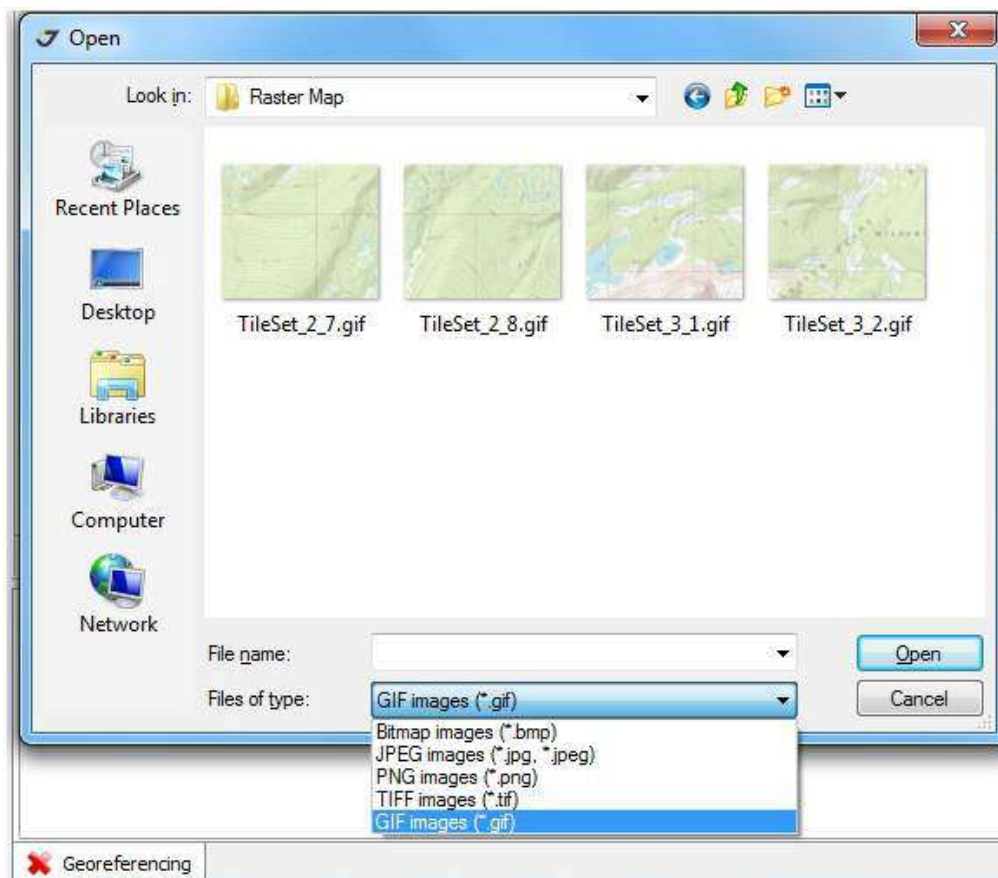 Open
Look in:
Raster Map
Recent Places
Desktop
Libraries
Computer
Network
TileSet_2_7.gif
TileSet_2_8.gif
TileSet_3_1.gif
TileSet_3_2.gif
File name:
Open
Files of type:
GIF images (*.gif)
Cancel
Bitmap images (*.bmp)
JPEG images (*.jpg, *.jpeg)
PNG images (*.png)
TIFF images (*.tif)
GIF images (*.gif)
Georeferencing